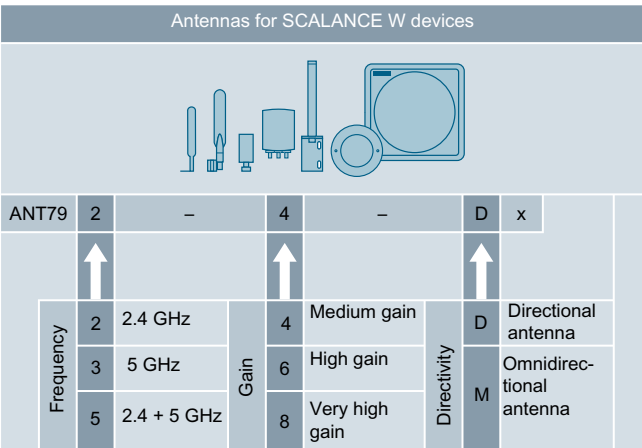 Antennas for SCALANCE W devices
ANT79 2 – 4 – D x
Frequency
2 2.4 GHz
3 5 GHz
5 2.4 + 5 GHz
Gain
4 Medium gain
6 High gain
8 Very high
gain
Directivity
D Directional
antenna
M Omnidirec-
tional
antenna